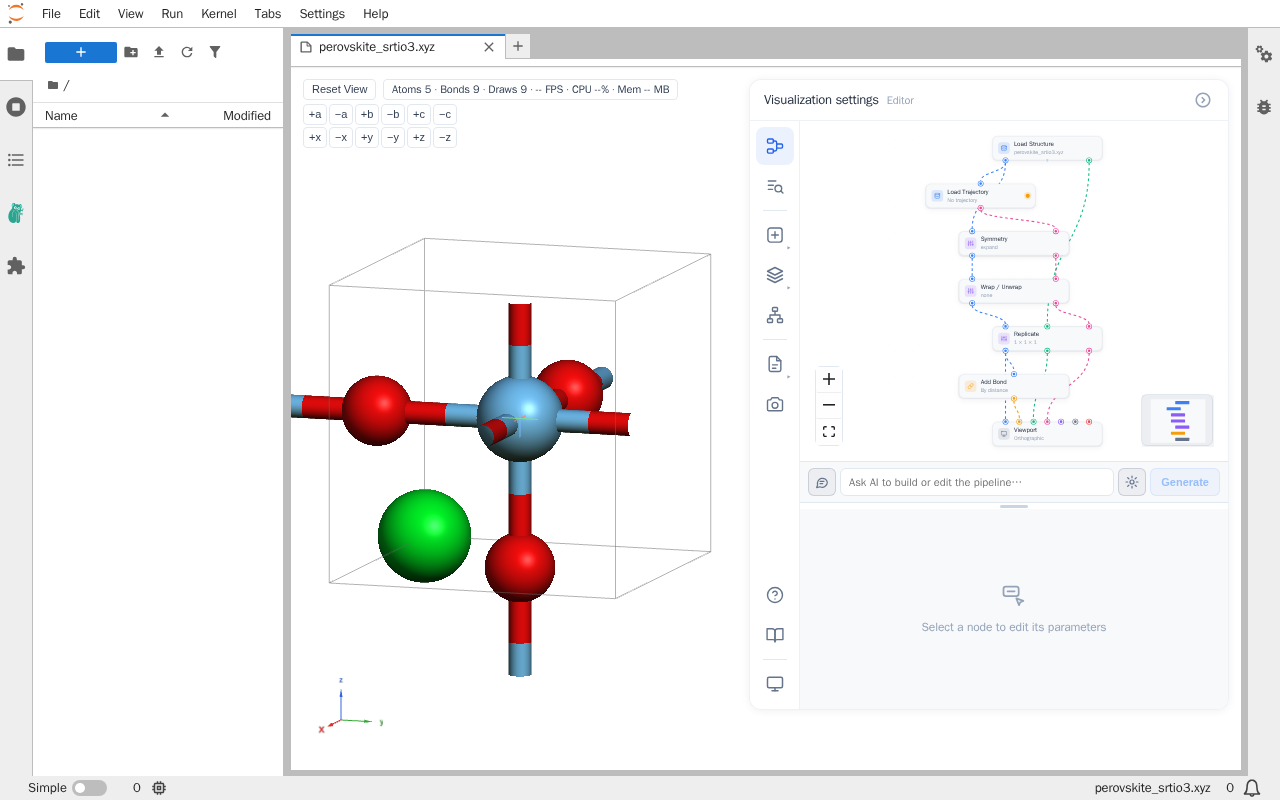 File Edit View Run Kernel Tabs Settings Help
perovskite_srtio3.xyz
/
Name Modified
Reset View
Atoms 5 · Bonds 9 · Draws 9 · -- FPS · CPU --% · Mem -- MB
+a −a +b −b +c −c
+x −x +y −y +z −z
z
x
y
Visualization settings Editor
Load Structure
perovskite_srtio3.xyz
Load Trajectory
No trajectory
Symmetry
expand
Wrap / Unwrap
none
Replicate
1 × 1 × 1
Add Bond
By distance
Viewport
Orthographic
Ask AI to build or edit the pipeline⋯
Generate
Select a node to edit its parameters
Simple 0 perovskite_srtio3.xyz 0